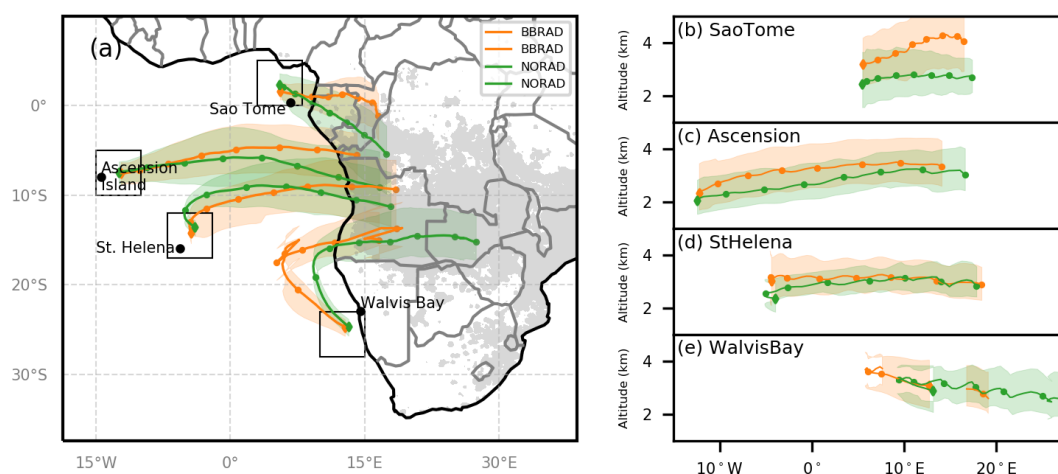 (a)
BBRAD
BBRAD
NORAD
NORAD
Sao Tome
Ascension
Island
St. Helena
Walvis Bay
0°
10°S
20°S
30°S
15°W
0°
15°E
30°E
(b) SaoTome
Altitude (km)
4
2
(c) Ascension
Altitude (km)
4
2
(d) StHelena
Altitude (km)
4
2
(e) WalvisBay
Altitude (km)
4
2
10°W
0°
10°E
20°E